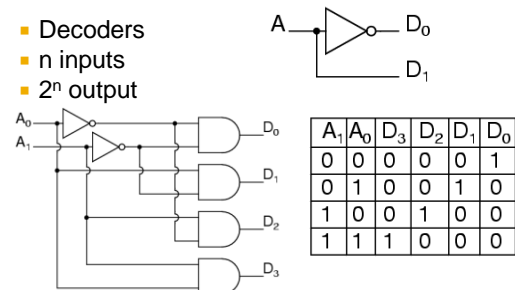 Decoders
n inputs
2ⁿ output
A D₀
D₁
A₀
A₁
D₀
D₁
D₂
D₃
A₁ A₀ D₃ D₂ D₁ D₀
0 0 0 0 0 1
0 1 0 0 1 0
1 0 0 1 0 0
1 1 1 0 0 0